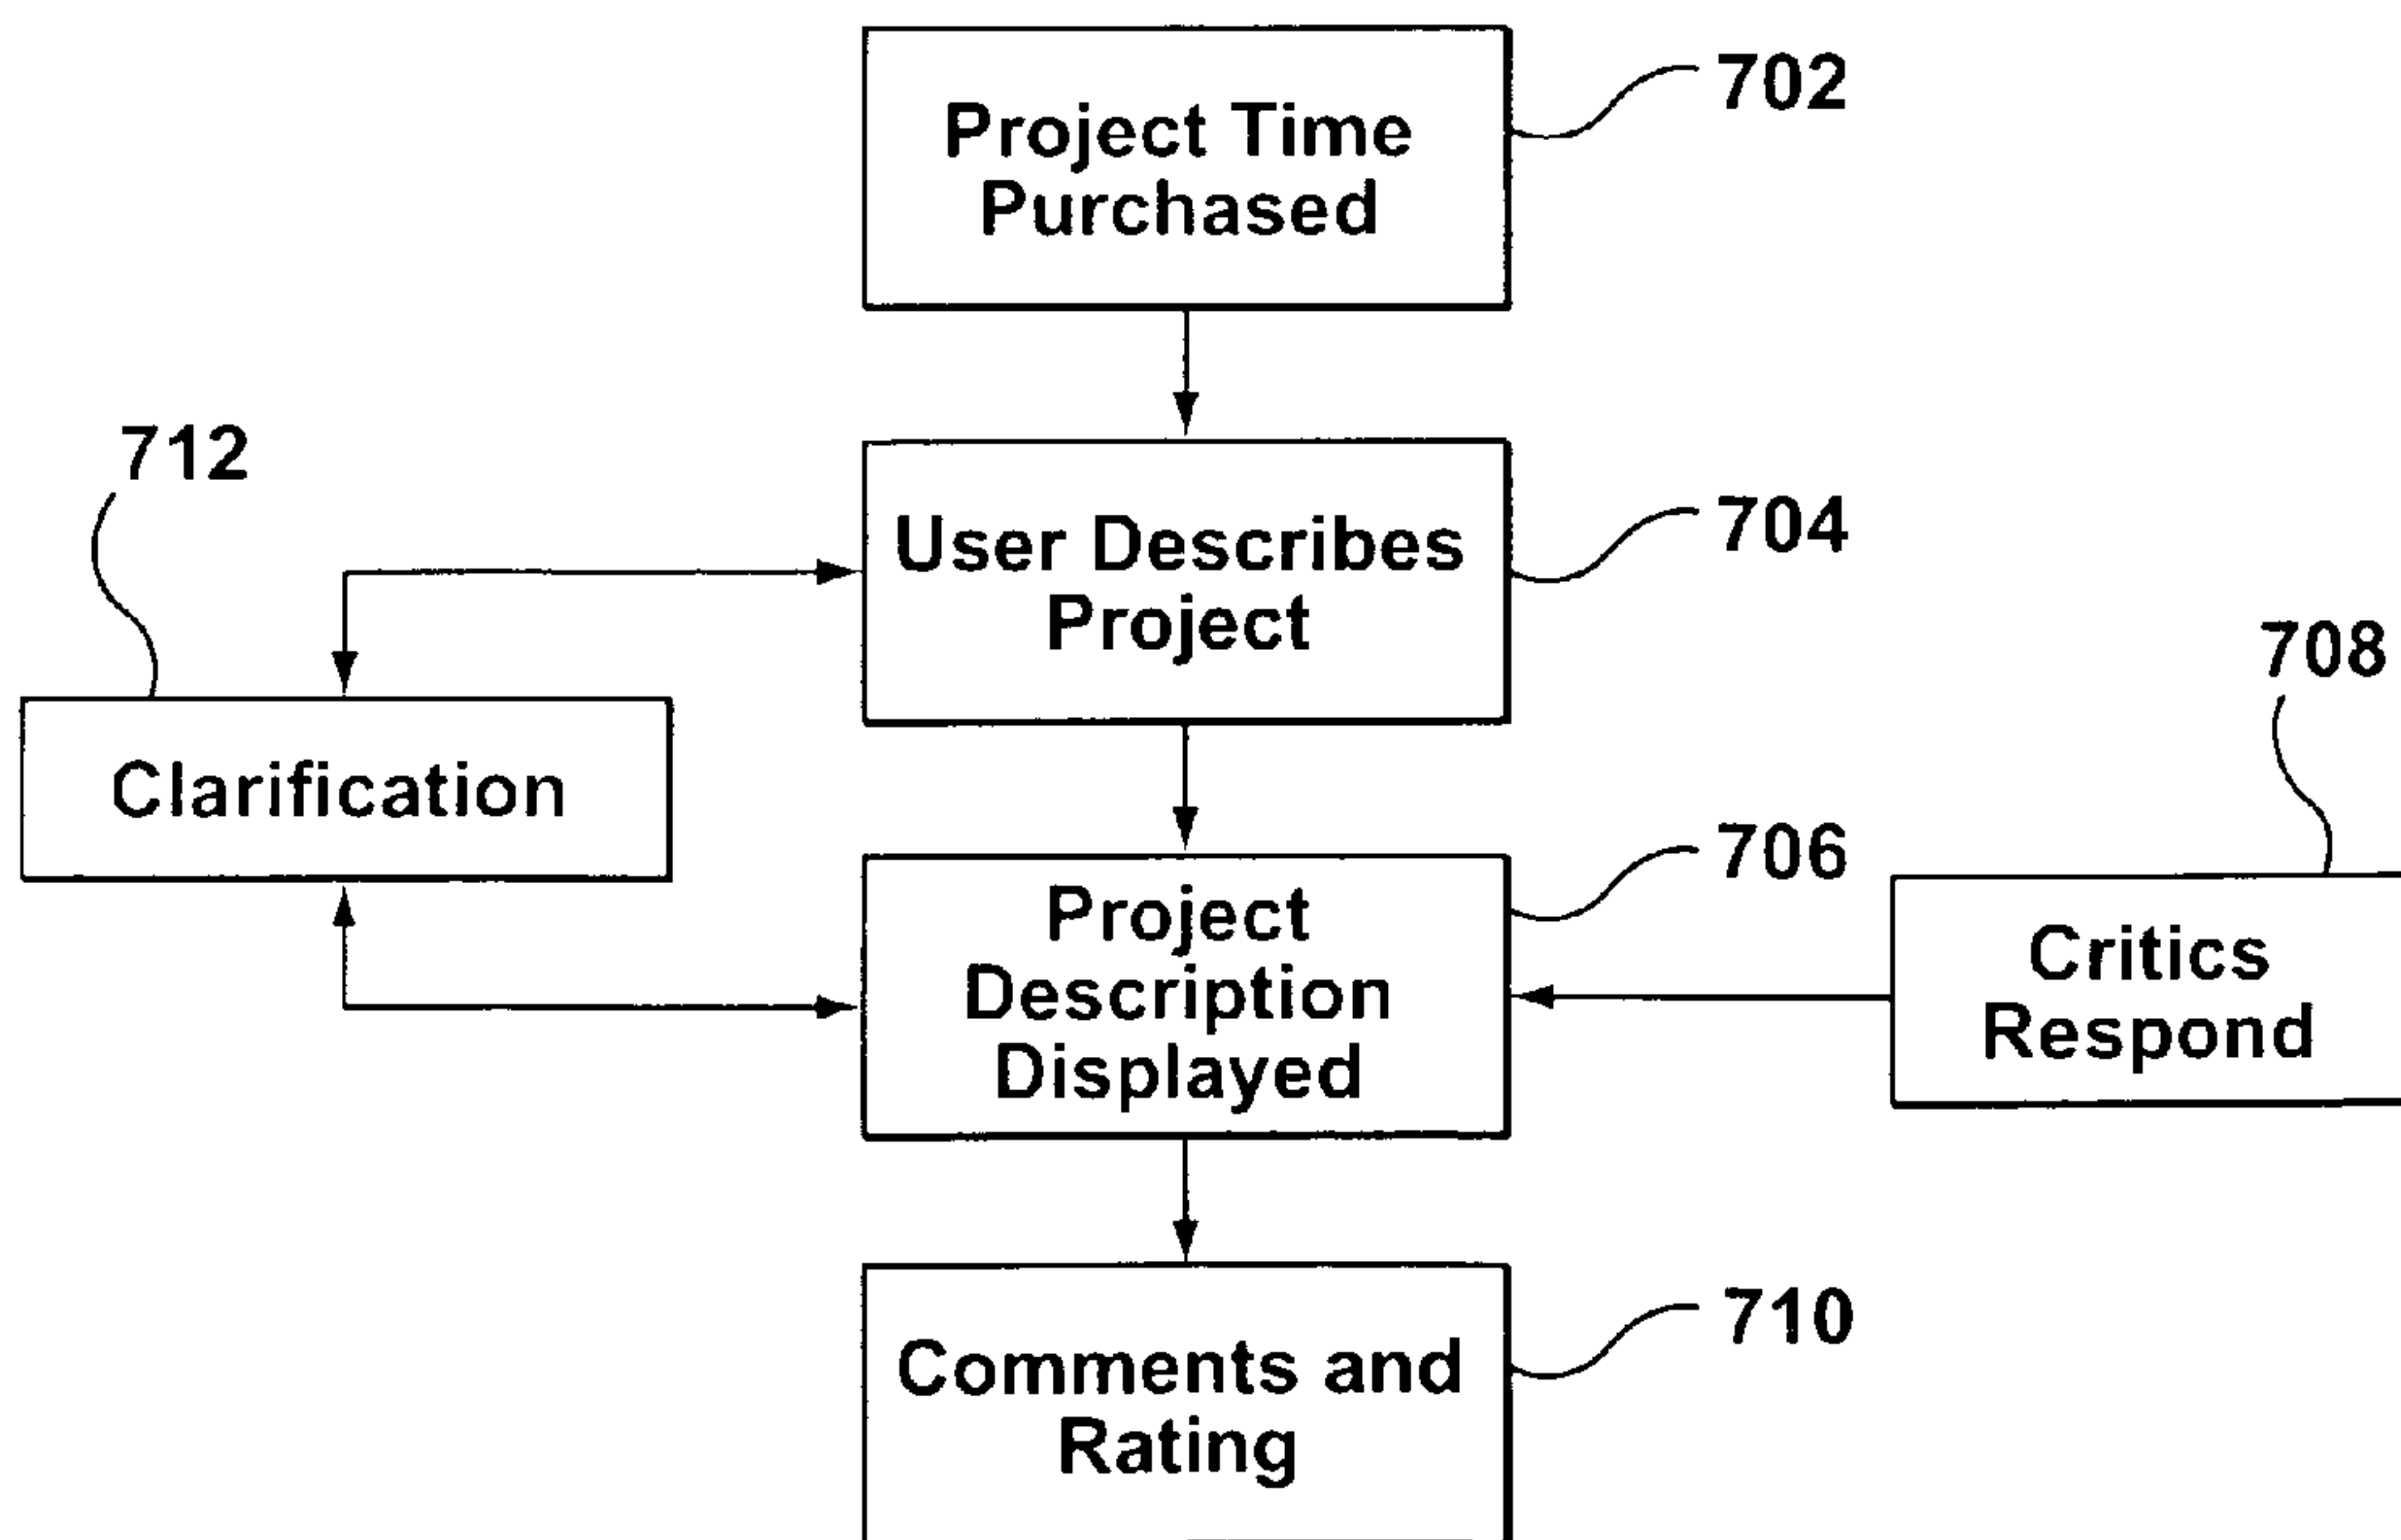 Project Time
Purchased
702
712
User Describes
Project
704
Clarification
708
Project
Description
Displayed
706
Critics
Respond
Comments and
Rating
710